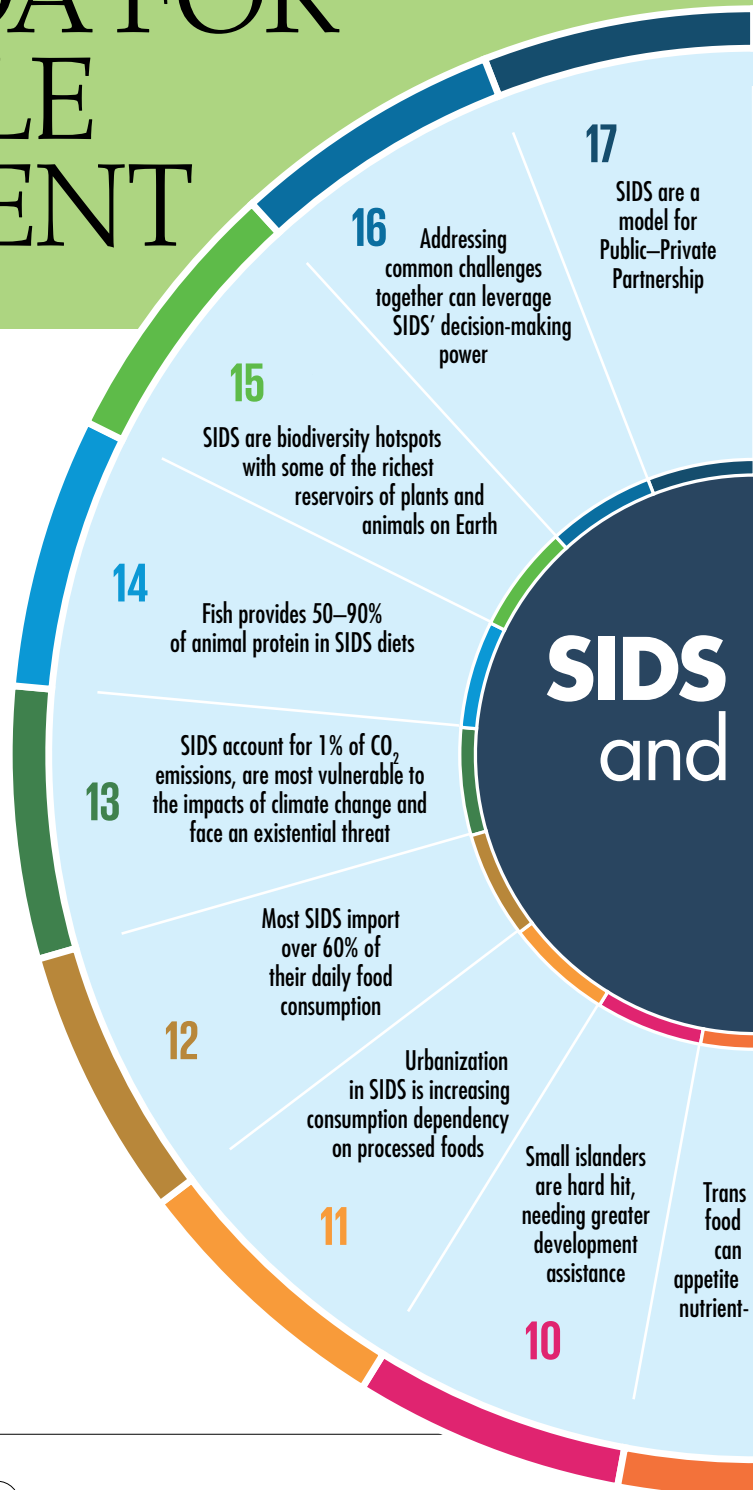 DA FOR
LE
ENT
17
SIDS are a
model for
Public–Private
Partnership
16
Addressing
common challenges
together can leverage
SIDS’ decision-making
power
15
SIDS are biodiversity hotspots
with some of the richest
reservoirs of plants and
animals on Earth
14
Fish provides 50–90%
of animal protein in SIDS diets
13
SIDS account for 1% of CO₂
emissions, are most vulnerable to
the impacts of climate change and
face an existential threat
12
Most SIDS import
over 60% of
their daily food
consumption
11
Urbanization
in SIDS is increasing
consumption dependency
on processed foods
10
Small islanders
are hard hit,
needing greater
development
assistance
Trans
food
can
appetite
nutrient-
SIDS
and